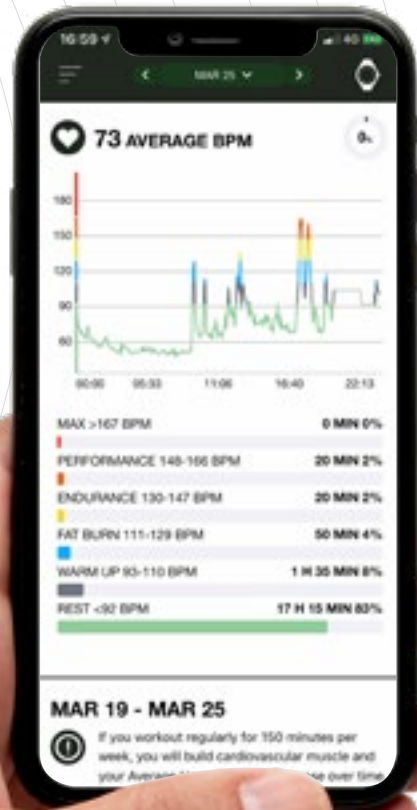 16:59
4G
MAR 25
73 AVERAGE BPM
0%
180
150
120
90
60
00:00 05:33 11:06 16:40 22:13
MAX >167 BPM 0 MIN 0%
PERFORMANCE 148-166 BPM 20 MIN 2%
ENDURANCE 130-147 BPM 20 MIN 2%
FAT BURN 111-129 BPM 50 MIN 4%
WARM UP 93-110 BPM 1 H 35 MIN 8%
REST <92 BPM 17 H 15 MIN 83%
MAR 19 - MAR 25
If you workout regularly for 150 minutes per
week, you will build cardiovascular muscle and
your Average over time